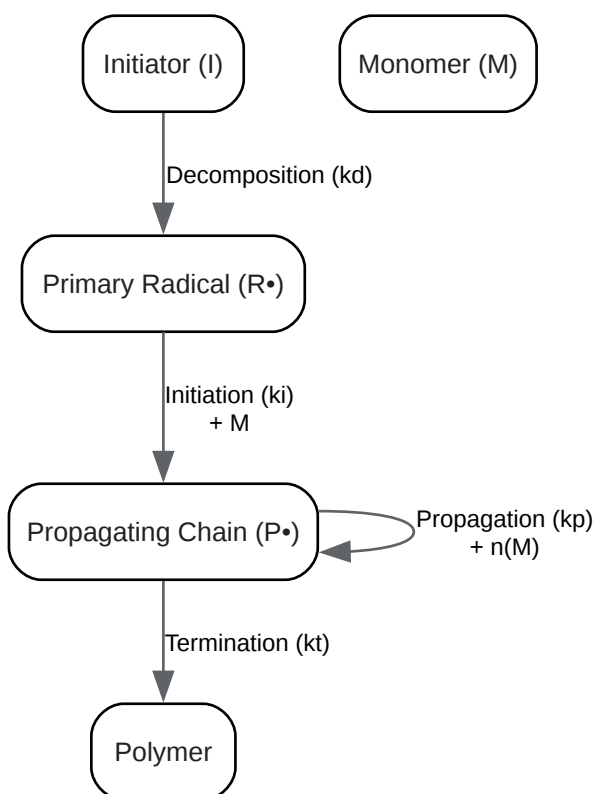 Initiator (I)
Monomer (M)
Decomposition (kd)
Primary Radical (R•)
Initiation (ki)
+ M
Propagating Chain (P•)
Propagation (kp)
+ n(M)
Termination (kt)
Polymer